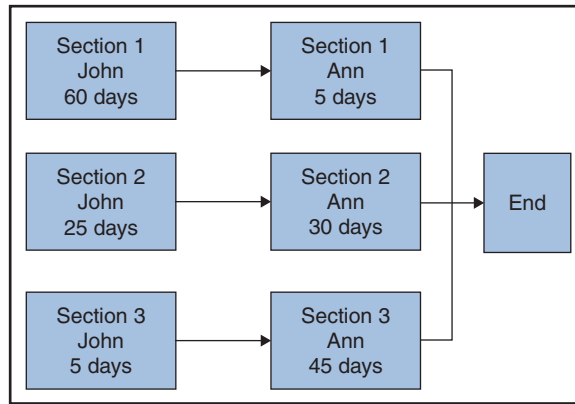 Section 1
John
60 days
Section 1
Ann
5 days
Section 2
John
25 days
Section 2
Ann
30 days
End
Section 3
John
5 days
Section 3
Ann
45 days